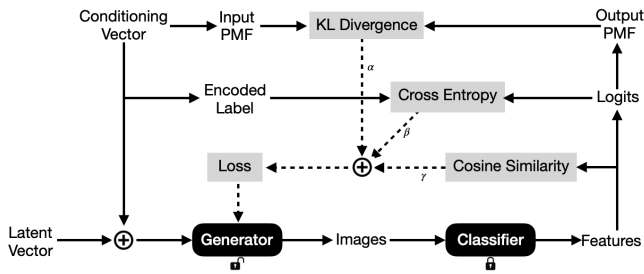 Conditioning
Vector
Input
PMF
KL Divergence
Output
PMF
α
Encoded
Label
Cross Entropy
Logits
β
Loss
γ
Cosine Similarity
Latent
Vector
Generator
Images
Classifier
Features